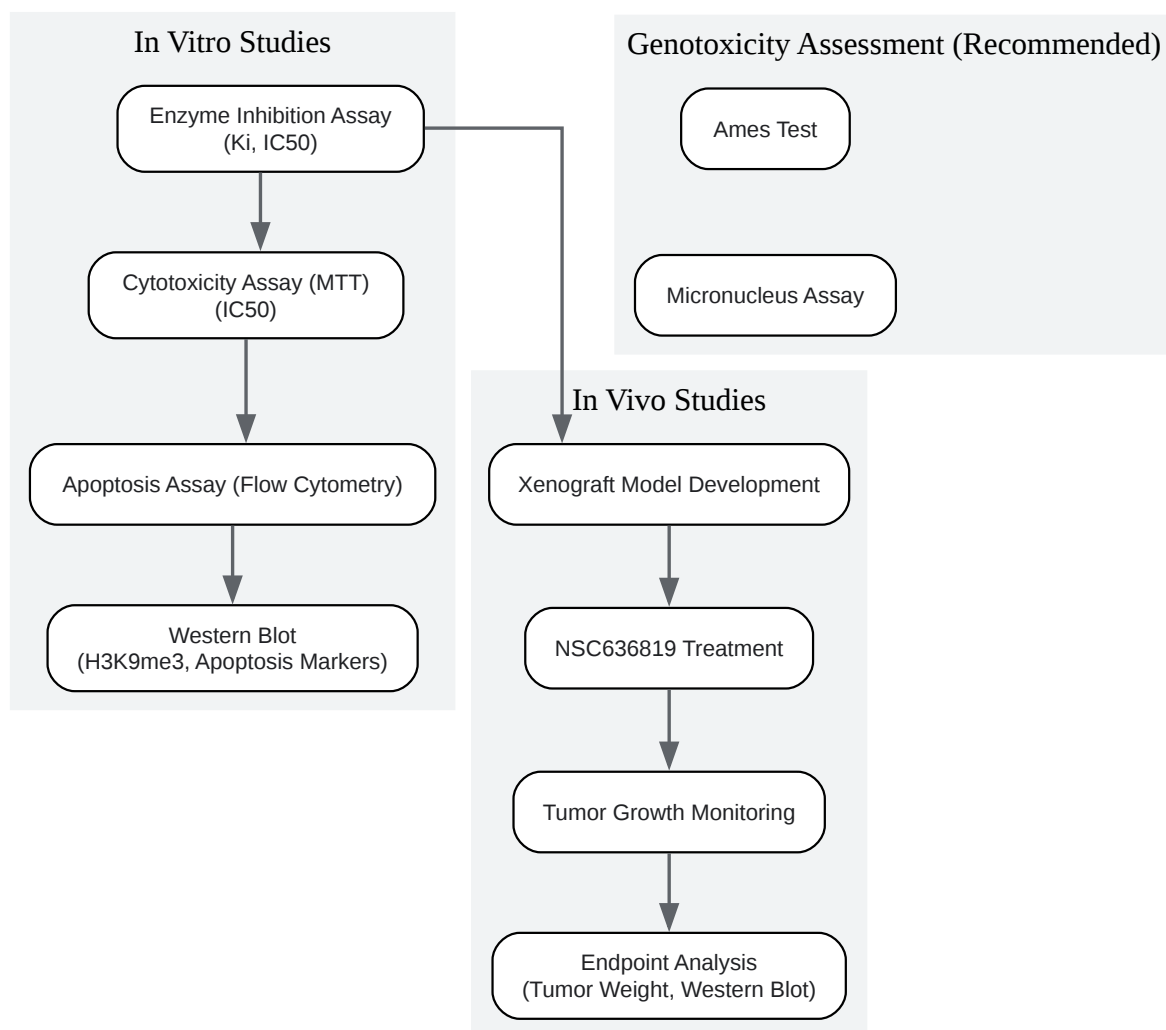 In Vitro Studies
Enzyme Inhibition Assay
(Ki, IC50)
Cytotoxicity Assay (MTT)
(IC50)
Apoptosis Assay (Flow Cytometry)
Western Blot
(H3K9me3, Apoptosis Markers)
Genotoxicity Assessment (Recommended)
Ames Test
Micronucleus Assay
In Vivo Studies
Xenograft Model Development
NSC636819 Treatment
Tumor Growth Monitoring
Endpoint Analysis
(Tumor Weight, Western Blot)